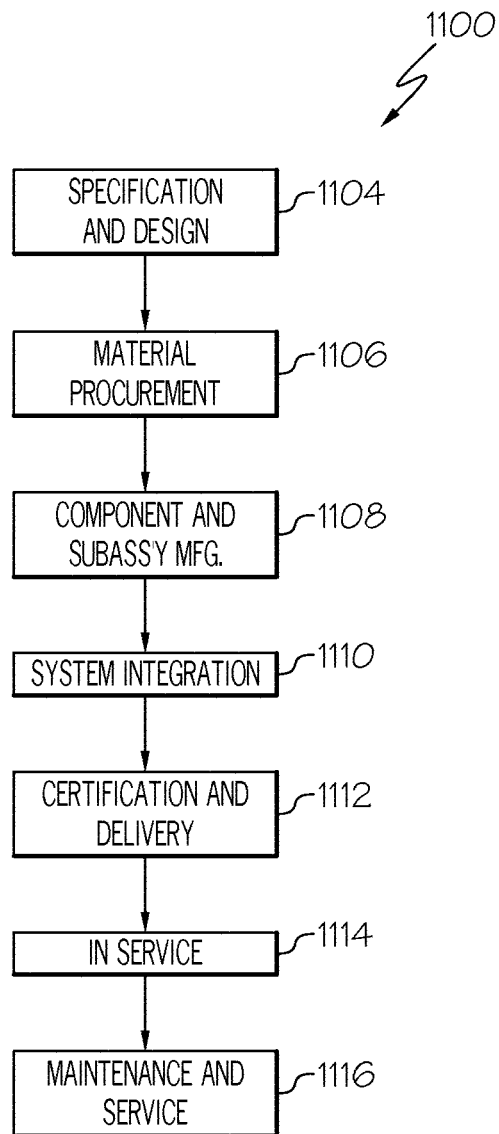 1100
SPECIFICATION
AND DESIGN
1104
MATERIAL
PROCUREMENT
1106
COMPONENT AND
SUBASS'Y MFG.
1108
SYSTEM INTEGRATION
1110
CERTIFICATION AND
DELIVERY
1112
IN SERVICE
1114
MAINTENANCE AND
SERVICE
1116